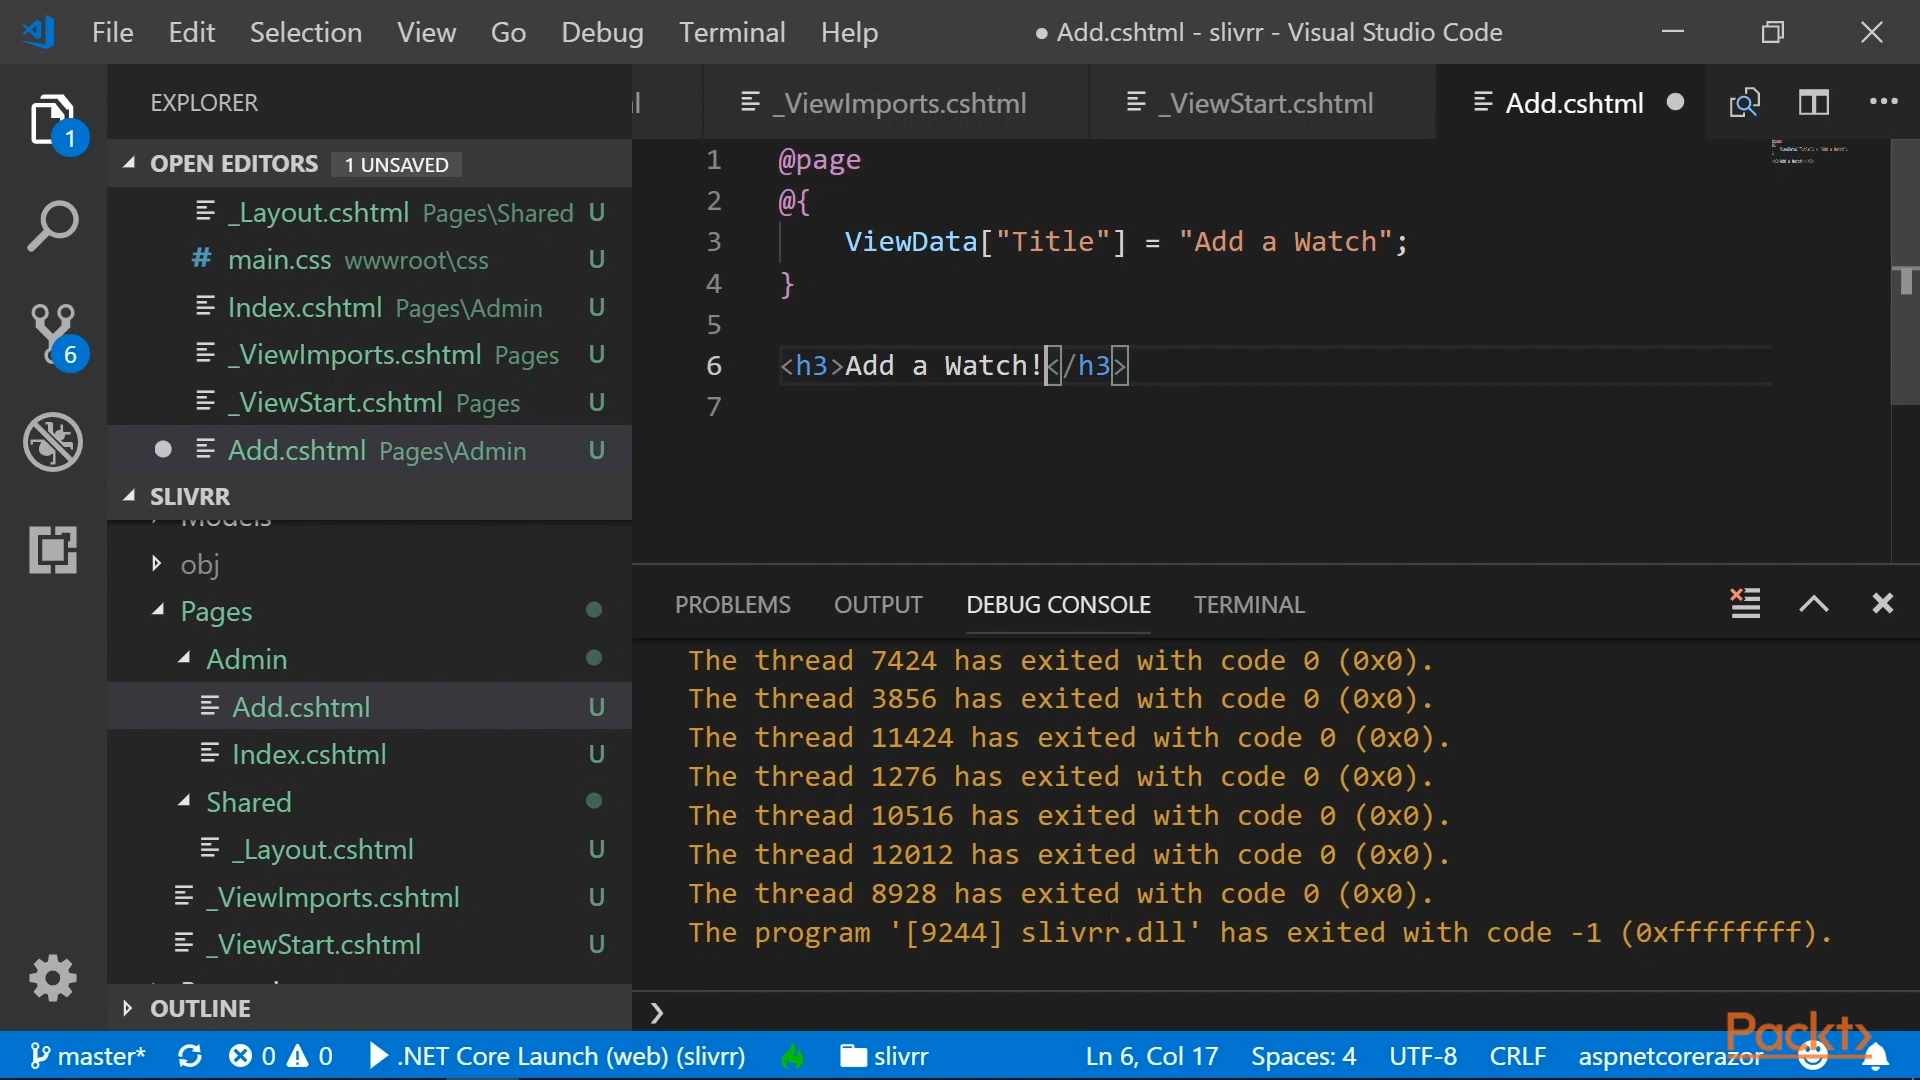 File Edit Selection View Go Debug Terminal Help ● Add.cshtml - slivrr - Visual Studio Code
EXPLORER
1
OPEN EDITORS 1 UNSAVED
_Layout.cshtml Pages\Shared U
# main.css wwwroot\css U
Index.cshtml Pages\Admin U
_ViewImports.cshtml Pages U
6
_ViewStart.cshtml Pages U
● Add.cshtml Pages\Admin U
SLIVRR
Models
obj
Pages
Admin
Add.cshtml U
Index.cshtml U
Shared
_Layout.cshtml U
_ViewImports.cshtml U
_ViewStart.cshtml U
OUTLINE
_ViewImports.cshtml _ViewStart.cshtml Add.cshtml ●
1 @page
2 @{
3 ViewData["Title"] = "Add a Watch";
4 }
5
6 <h3>Add a Watch!</h3>
7
PROBLEMS OUTPUT DEBUG CONSOLE TERMINAL
The thread 7424 has exited with code 0 (0x0).
The thread 3856 has exited with code 0 (0x0).
The thread 11424 has exited with code 0 (0x0).
The thread 1276 has exited with code 0 (0x0).
The thread 10516 has exited with code 0 (0x0).
The thread 12012 has exited with code 0 (0x0).
The thread 8928 has exited with code 0 (0x0).
The program '[9244] slivrr.dll' has exited with code -1 (0xffffffff).
Packt>
master* 0 0 .NET Core Launch (web) (slivrr) slivrr Ln 6, Col 17 Spaces: 4 UTF-8 CRLF aspnetcorerazor